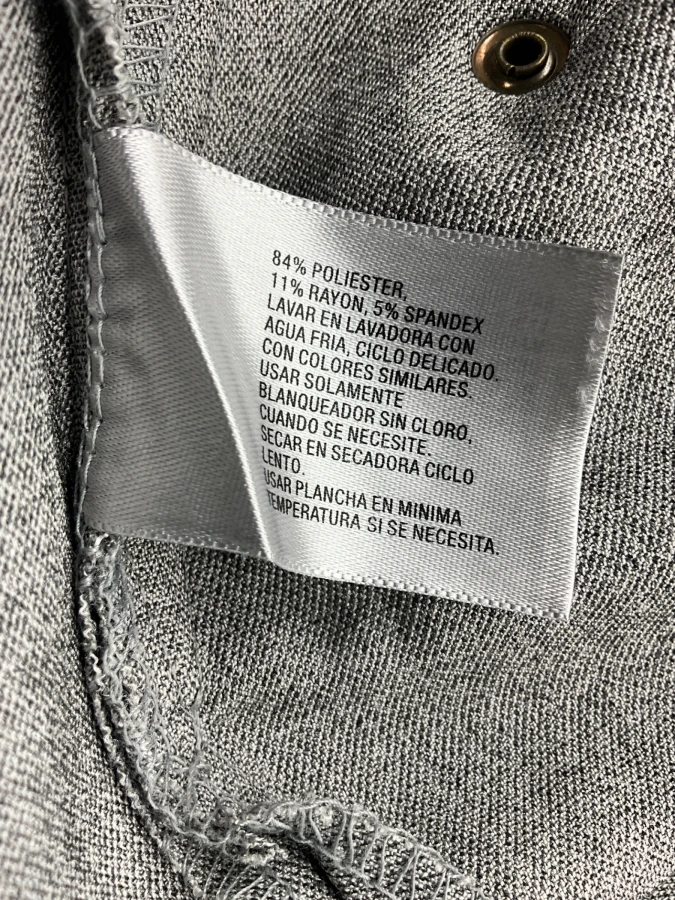 84% POLIESTER,
11% RAYON, 5% SPANDEX
LAVAR EN LAVADORA CON
AGUA FRIA, CICLO DELICADO.
CON COLORES SIMILARES.
USAR SOLAMENTE
BLANQUEADOR SIN CLORO,
CUANDO SE NECESITE.
SECAR EN SECADORA CICLO
LENTO.
USAR PLANCHA EN MINIMA
TEMPERATURA SI SE NECESITA.